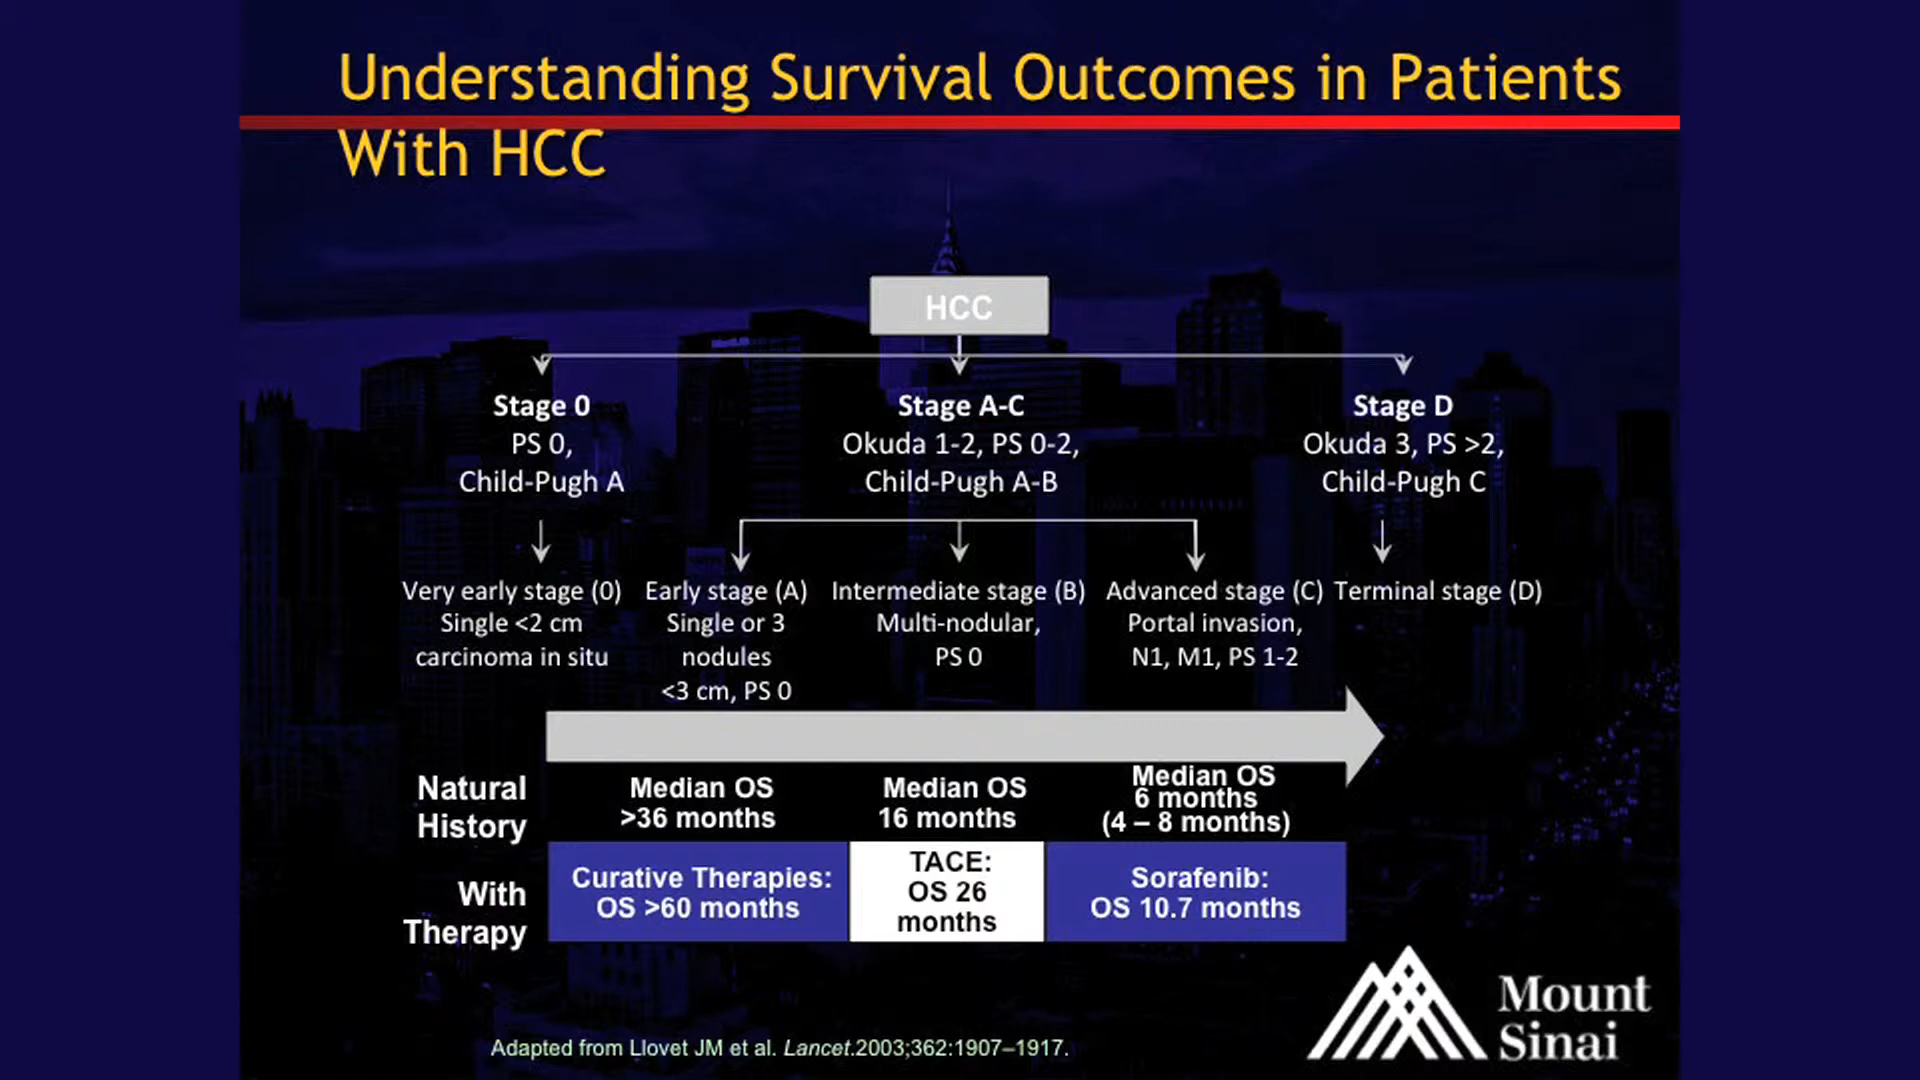 Understanding Survival Outcomes in Patients
With HCC
HCC
Stage 0
PS 0,
Child-Pugh A
Stage A-C
Okuda 1-2, PS 0-2,
Child-Pugh A-B
Stage D
Okuda 3, PS >2,
Child-Pugh C
Very early stage (0)
Single <2 cm
carcinoma in situ
Early stage (A)
Single or 3
nodules
<3 cm, PS 0
Intermediate stage (B)
Multi-nodular,
PS 0
Advanced stage (C)
Portal invasion,
N1, M1, PS 1-2
Terminal stage (D)
Natural
History
Median OS
>36 months
Median OS
16 months
Median OS
6 months
(4 – 8 months)
With
Therapy
Curative Therapies:
OS >60 months
TACE:
OS 26
months
Sorafenib:
OS 10.7 months
Adapted from Llovet JM et al. Lancet.2003;362:1907–1917.
Mount
Sinai